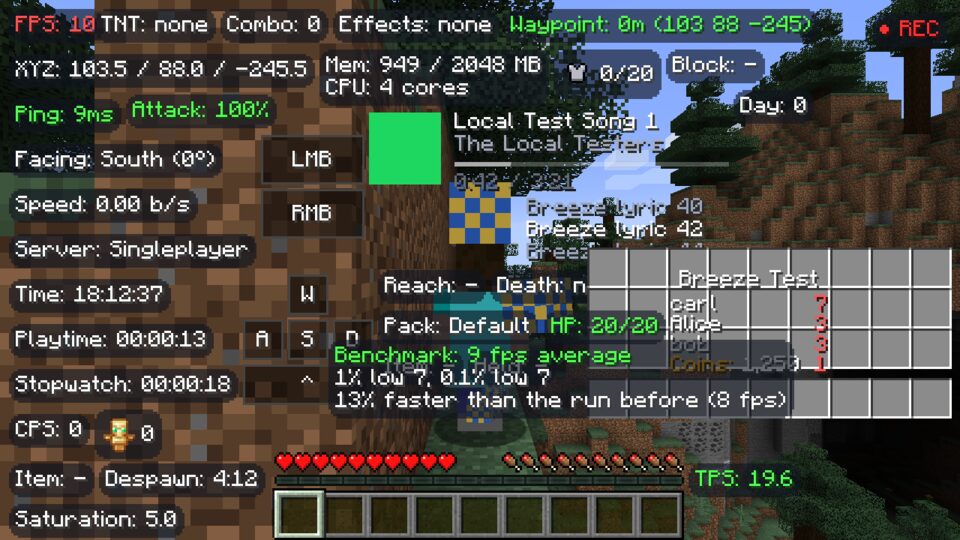 FPS: 10 TNT: none Combo: 0 Effects: none Waypoint: 0m (103 88 -245) REC
XYZ: 103.5 / 88.0 / -245.5 Mem: 949 / 2048 MB 0/20 Block: -
CPU: 4 cores
Ping: 9ms Attack: 100% Day: 0
Local Test Song 1
The Local Testers
Facing: South (0°) LMB
0:42 3:21
Speed: 0.00 b/s RMB
Breeze lyric 40
Breeze lyric 42
Server: Singleplayer Breeze
Breeze Test
Time: 18:12:37 W Reach: - Death: n
carl 7
Alice 3
Playtime: 00:00:13 A S D Pack: Default HP: 20/20
bob 3
Benchmark: 9 fps average
Coins: 1,250 1
Stopwatch: 00:00:18 ^ 1% low 7, 0.1% low 7
13% faster than the run before (8 fps)
CPS: 0 0
Item: - Despawn: 4:12 TPS: 19.6
Saturation: 5.0